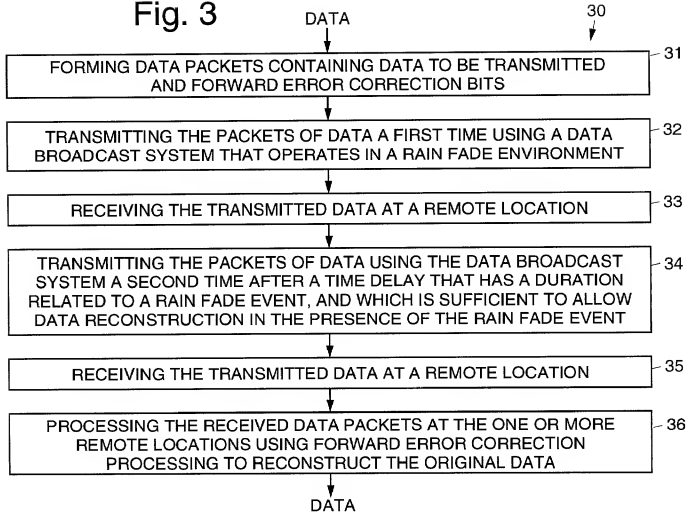 Fig. 3
DATA
30
FORMING DATA PACKETS CONTAINING DATA TO BE TRANSMITTED
AND FORWARD ERROR CORRECTION BITS
31
TRANSMITTING THE PACKETS OF DATA A FIRST TIME USING A DATA
BROADCAST SYSTEM THAT OPERATES IN A RAIN FADE ENVIRONMENT
32
RECEIVING THE TRANSMITTED DATA AT A REMOTE LOCATION
33
TRANSMITTING THE PACKETS OF DATA USING THE DATA BROADCAST
SYSTEM A SECOND TIME AFTER A TIME DELAY THAT HAS A DURATION
RELATED TO A RAIN FADE EVENT, AND WHICH IS SUFFICIENT TO ALLOW
DATA RECONSTRUCTION IN THE PRESENCE OF THE RAIN FADE EVENT
34
RECEIVING THE TRANSMITTED DATA AT A REMOTE LOCATION
35
PROCESSING THE RECEIVED DATA PACKETS AT THE ONE OR MORE
REMOTE LOCATIONS USING FORWARD ERROR CORRECTION
PROCESSING TO RECONSTRUCT THE ORIGINAL DATA
36
DATA